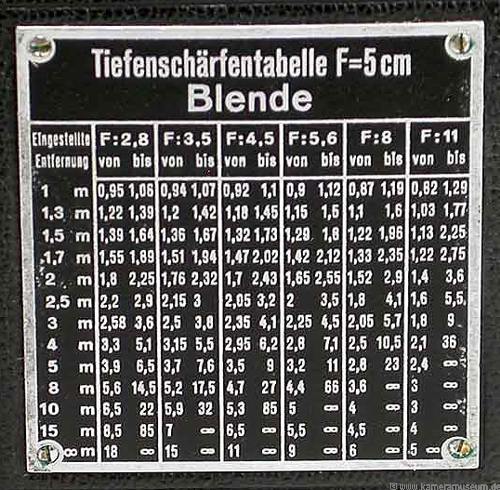 Tiefenschärfentabelle F=5cm
Blende
Eingestellte F:2,8 F:3,5 F:4,5 F:5,6 F:8 F:11
Entfernung von bis von bis von bis von bis von bis von bis
1 m 0,95 1,06 0,94 1,07 0,92 1,1 0,9 1,12 0,87 1,19 0,82 1,29
1,3 m 1,22 1,39 1,2 1,42 1,18 1,45 1,15 1,5 1,1 1,6 1,03 1,77
1,5 m 1,39 1,64 1,36 1,67 1,32 1,73 1,29 1,8 1,22 1,96 1,13 2,25
1,7 m 1,55 1,89 1,51 1,94 1,47 2,02 1,42 2,12 1,33 2,35 1,22 2,75
2 m 1,8 2,25 1,76 2,32 1,7 2,43 1,65 2,55 1,52 2,9 1,4 3,6
2,5 m 2,2 2,9 2,15 3 2,05 3,2 2 3,5 1,8 4,1 1,6 5,5
3 m 2,58 3,6 2,5 3,8 2,35 4,1 2,25 4,5 2,05 5,7 1,8 9
4 m 3,3 5,1 3,15 5,5 2,95 6,2 2,8 7,1 2,5 10,5 2,1 36
5 m 3,9 6,5 3,7 7,6 3,5 9 3,2 11 2,8 23 2,4 ∞
8 m 5,6 14,5 5,2 17,5 4,7 27 4,4 66 3,6 ∞ 3 ∞
10 m 6,5 22 5,9 32 5,3 85 5 ∞ 4 ∞ 3 ∞
15 m 8,5 85 7 ∞ 6,5 ∞ 5,5 ∞ 4,5 ∞ 4 ∞
∞ m 18 ∞ 15 ∞ 11 ∞ 9 ∞ 6 ∞ 5 ∞
© www.kameramuseum.de